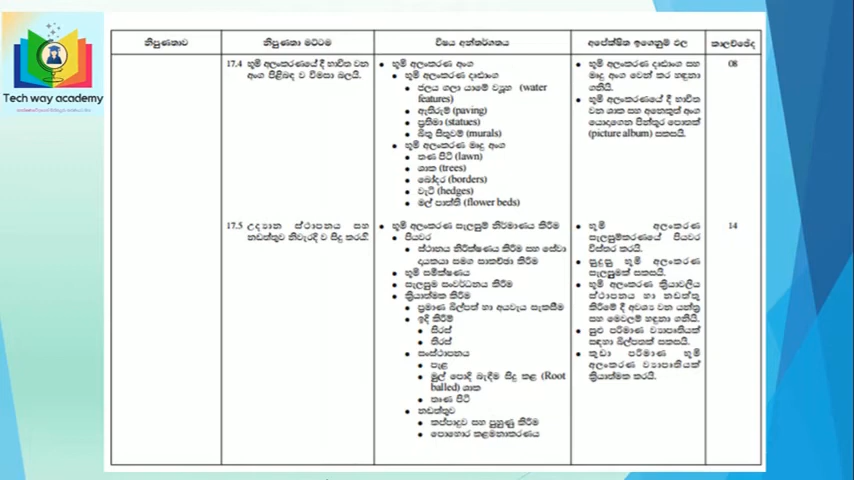 Tech way academy
නිපුණතාව
නිපුණතා මට්ටම
විෂය අන්තර්ගතය
අපේක්ෂිත ඉගෙනුම් ඵල
කාලච්ඡේද
17.4 භූමි අලංකරණයේ දී භාවිත වන
අංග පිළිබඳ ව විමසා බලයි.
• භූමි අලංකරණ අංග
• භූමි අලංකරණ දෘඪාංග
• ජලය ගලා යාමේ ව්‍යූහ (water
features)
• ඇතිරුම් (paving)
• ප්‍රතිමා (statues)
• බිතු සිතුවම් (murals)
• භූමි අලංකරණ මෘදු අංග
• තණ පිටි (lawn)
• ශාක (trees)
• බෝදර (borders)
• වැටි (hedges)
• මල් පාත්ති (flower beds)
• භූමි අලංකරණ දෘඪාංග සහ
මෘදු අංග වෙන් කර හඳුනා
ගනියි.
• භූමි අලංකරණයේ දී භාවිත
වන ශාක සහ අනෙකුත් අංග
යොදාගෙන පින්තූර පොතක්
(picture album) සකසයි.
08
17.5 උද්‍යාන ස්ථාපනය සහ
නඩත්තුව නිවැරදි ව සිදු කරයි.
• භූමි අලංකරණ සැලසුම් නිර්මාණය කිරීම
• පියවර
• ස්ථානය නිරීක්ෂණය කිරීම සහ සේවා
දායකයා සමග සාකච්ඡා කිරීම
• භූමි සමීක්ෂණය
• සැලසුම සංවර්ධනය කිරීම
• ක්‍රියාත්මක කිරීම
• ප්‍රමාණ බිල්පත් හා අයවැය සැකසීම
• ඉදි කිරීම්
• සිරස්
• තිරස්
• සංස්ථාපනය
• පැළ
• මුල් පොදි බැඳීම සිදු කළ (Root
balled) ශාක
• තෘණ පිටි
• නඩත්තුව
• කප්පාදුව සහ පුහුණු කිරීම
• පොහොර කළමනාකරණය
• භූමි අලංකරණ
සැලසුම්කරණයේ පියවර
විස්තර කරයි.
• සුදුසු භූමි අලංකරණ
සැලසුමක් සකසයි.
• භූමි අලංකරණ ක්‍රියාවලිය
ස්ථාපනය හා නඩත්තු
කිරීමේ දී අවශ්‍ය වන යන්ත්‍ර
සහ මෙවලම් හඳුනා ගනියි.
• සුළු පරිමාණ ව්‍යාපෘතියක්
සඳහා බිල්පතක් සකසයි.
• කුඩා පරිමාණ භූමි
අලංකරණ ව්‍යාපෘතියක්
ක්‍රියාත්මක කරයි.
14